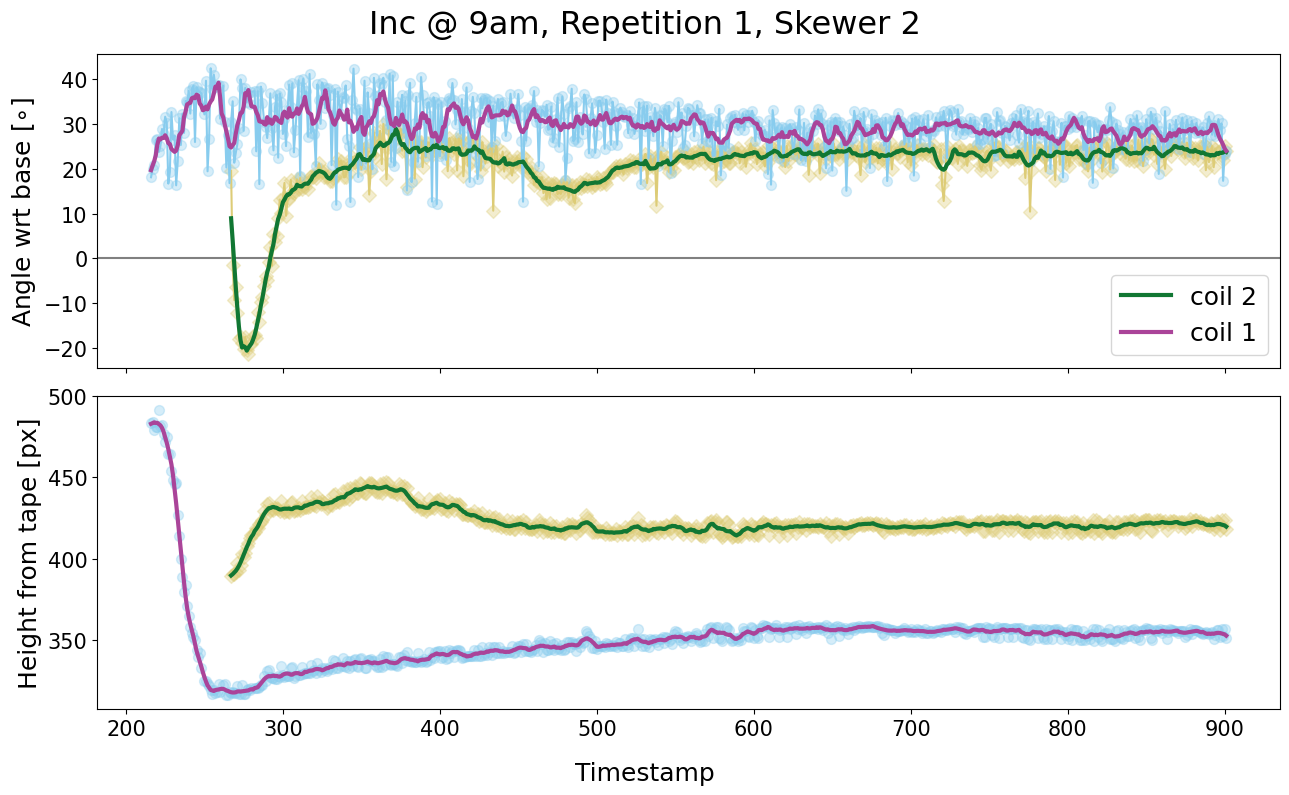 Inc @ 9am, Repetition 1, Skewer 2
Angle wrt base [∘]
40
30
20
10
0
−10
−20
coil 2
coil 1
Height from tape [px]
500
450
400
350
200 300 400 500 600 700 800 900
Timestamp